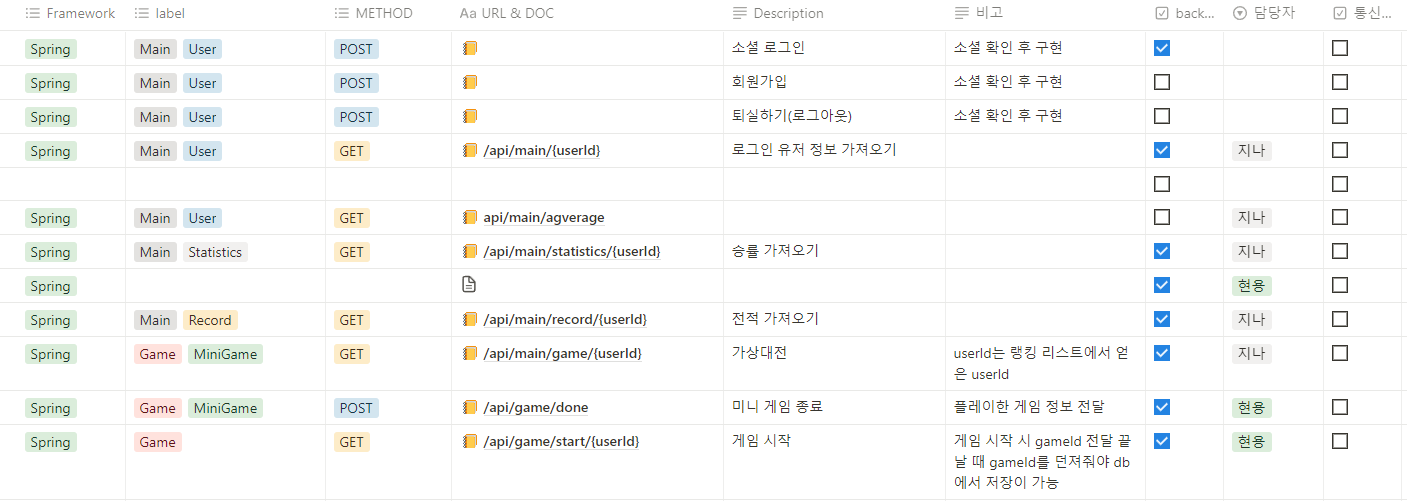 Framework label METHOD Aa URL & DOC Description 비고 back... 담당자 통신...
Spring Main User POST 소셜 로그인 소셜 확인 후 구현
Spring Main User POST 회원가입 소셜 확인 후 구현
Spring Main User POST 퇴실하기(로그아웃) 소셜 확인 후 구현
Spring Main User GET /api/main/{userId} 로그인 유저 정보 가져오기 지나
Spring Main User GET api/main/agverage 지나
Spring Main Statistics GET /api/main/statistics/{userId} 승률 가져오기 지나
Spring 현용
Spring Main Record GET /api/main/record/{userId} 전적 가져오기 지나
Spring Game MiniGame GET /api/main/game/{userId} 가상대전 userId는 랭킹 리스트에서 얻
은 userId 지나
Spring Game MiniGame POST /api/game/done 미니 게임 종료 플레이한 게임 정보 전달 현용
Spring Game GET /api/game/start/{userId} 게임 시작 게임 시작 시 gameId 전달 끝
날 때 gameId를 던져줘야 db
에서 저장이 가능 현용